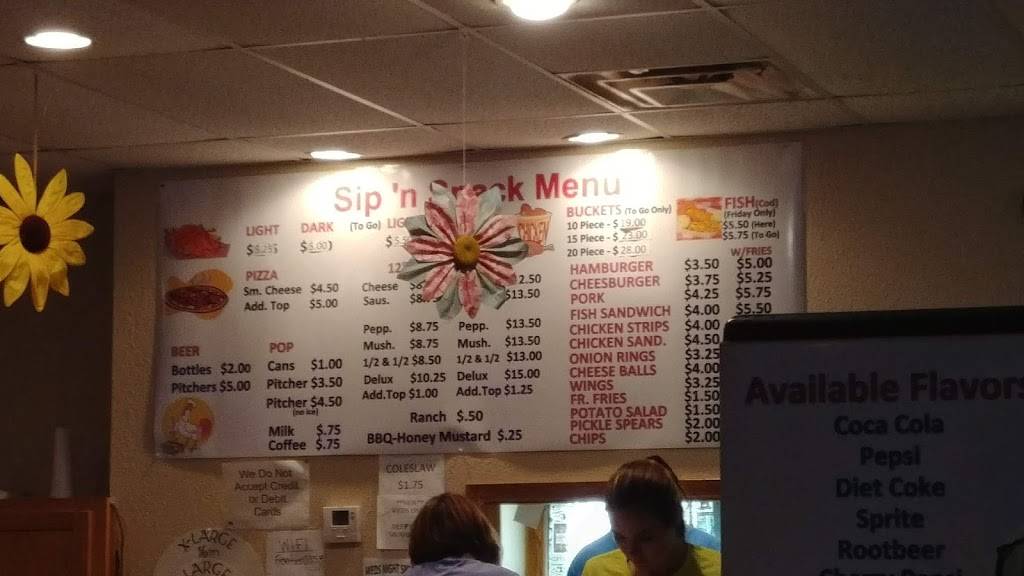 Sip 'n Snack Menu
LIGHT
DARK
(To Go)
$5.00
PIZZA
Sm. Cheese $4.50
Add. Top $5.00
BEER
Bottles $2.00
Pitchers $5.00
POP
Cans $1.00
Pitcher $3.50
Pitcher $4.50
(no ice)
Milk $.75
Coffee $.75
Cheese
Saus.
Pepp. $8.75
Mush. $8.75
1/2 & 1/2 $8.50
Delux $10.25
Add.Top $1.00
$13.50
Pepp. $13.50
Mush. $13.50
1/2 & 1/2 $13.00
Delux $15.00
Add.Top $1.25
Ranch $.50
BBQ-Honey Mustard $.25
CHICKEN
BUCKETS (To Go Only)
10 Piece - $ 19.00
15 Piece - $ 23.00
20 Piece - $ 28.00
FISH (Cod)
(Friday Only)
$5.50 (Here)
$5.75 (To Go)
W/FRIES
HAMBURGER $3.50 $5.00
CHEESBURGER $3.75 $5.25
PORK $4.25 $5.75
FISH SANDWICH $4.00 $5.50
CHICKEN STRIPS $4.00
CHICKEN SAND. $4.50
ONION RINGS $3.25
CHEESE BALLS $4.00
WINGS $3.25
FR. FRIES $1.50
POTATO SALAD $1.50
PICKLE SPEARS $2.00
CHIPS $2.00
We Do Not
Accept Credit
or Debit
Cards
COLESLAW
$1.75
X-LARGE
16in
LARGE
WiFi
Available Flavors
Coca Cola
Pepsi
Diet Coke
Sprite
Rootbeer
Cherry Pepsi